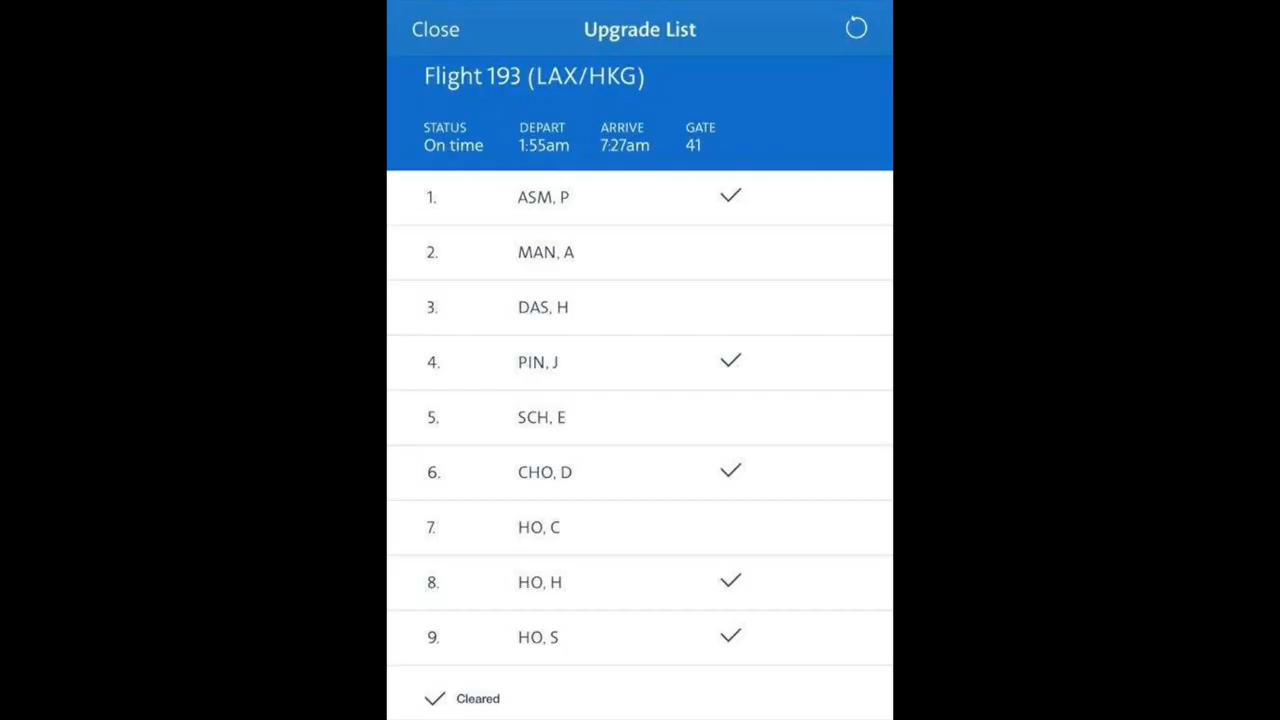 Close Upgrade List
Flight 193 (LAX/HKG)
STATUS DEPART ARRIVE GATE
On time 1:55am 7:27am 41
1. ASM, P
2. MAN, A
3. DAS, H
4. PIN, J
5. SCH, E
6. CHO, D
7. HO, C
8. HO, H
9. HO, S
Cleared